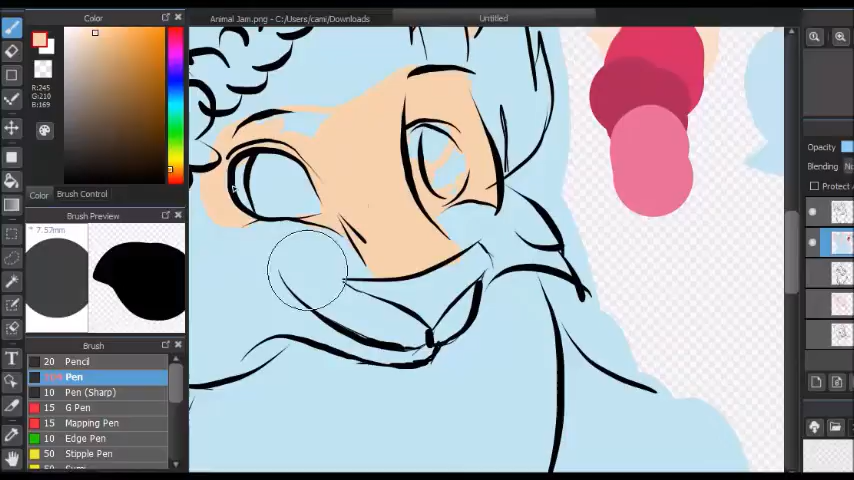 Animal Jam.png - C:/Users/cami/Downloads
Untitled
Color
R:245
G:210
B:169
Color
Brush Control
Brush Preview
* 7.57mm
Brush
20 Pencil
Pen
10 Pen (Sharp)
15 G Pen
15 Mapping Pen
10 Edge Pen
50 Stipple Pen
50 Sumi
Opacity
Blending
Protect